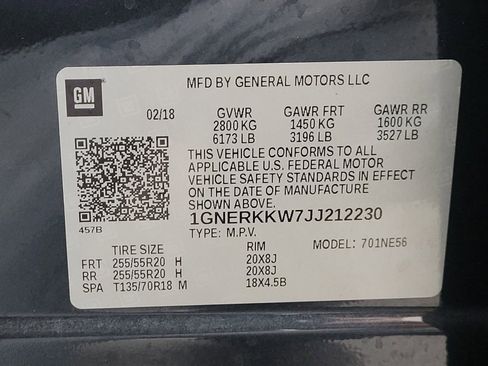 GM
MFD BY GENERAL MOTORS LLC
02/18 GVWR GAWR FRT GAWR RR
2800 KG 1450 KG 1600 KG
6173 LB 3196 LB 3527 LB
THIS VEHICLE CONFORMS TO ALL
APPLICABLE U.S. FEDERAL MOTOR
VEHICLE SAFETY STANDARDS IN EFFECT
ON THE DATE OF MANUFACTURE
SHOWN ABOVE.
1GNERKKW7JJ212230
457B TYPE: M.P.V. MODEL: 701NE56
TIRE SIZE RIM
FRT 255/55R20 H 20X8J
RR 255/55R20 H 20X8J
SPA T135/70R18 M 18X4.5B